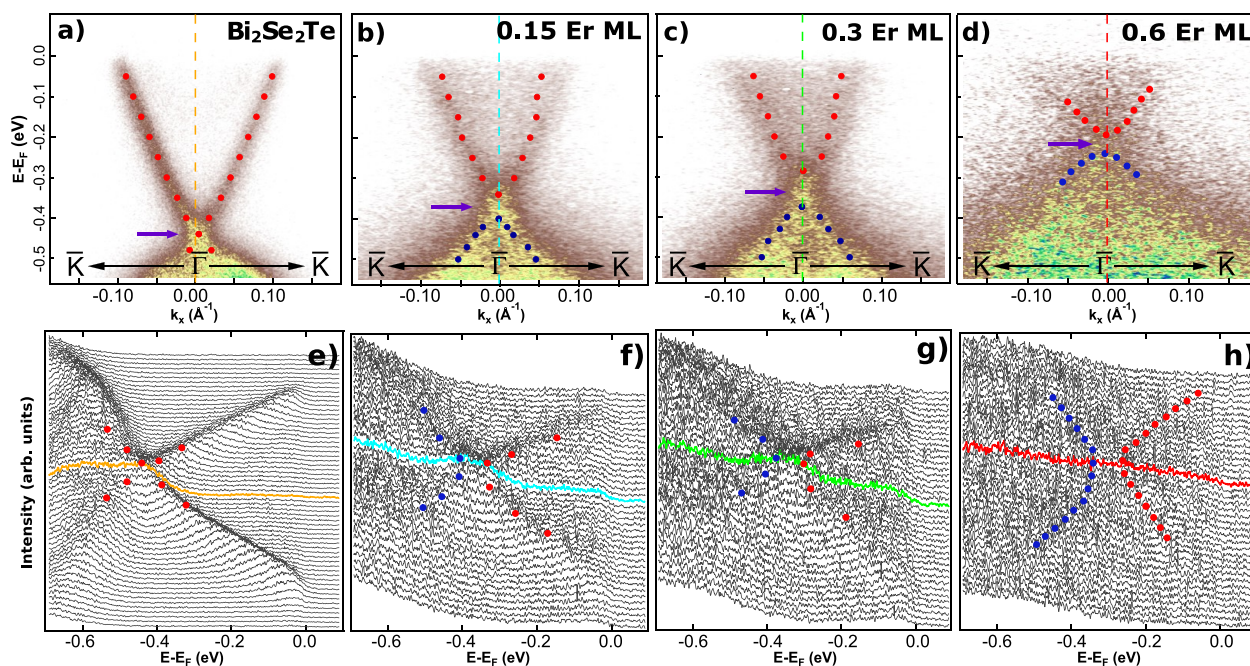 a) Bi₂Se₂Te
b) 0.15 Er ML
c) 0.3 Er ML
d) 0.6 Er ML
E-E_F (eV)
0.0
-0.1
-0.2
-0.3
-0.4
-0.5
K̅ Γ̅ K̅
K̅ Γ̅ K̅
K̅ Γ̅ K̅
K̅ Γ̅ K̅
-0.10 0.00 0.10
-0.10 0.00 0.10
-0.10 0.00 0.10
-0.10 0.00 0.10
kₓ (Å⁻¹)
kₓ (Å⁻¹)
kₓ (Å⁻¹)
kₓ (Å⁻¹)
e)
f)
g)
h)
Intensity (arb. units)
-0.6 -0.4 -0.2 0.0
-0.6 -0.4 -0.2 0.0
-0.6 -0.4 -0.2 0.0
-0.6 -0.4 -0.2 0.0
E-E_F (eV)
E-E_F (eV)
E-E_F (eV)
E-E_F (eV)